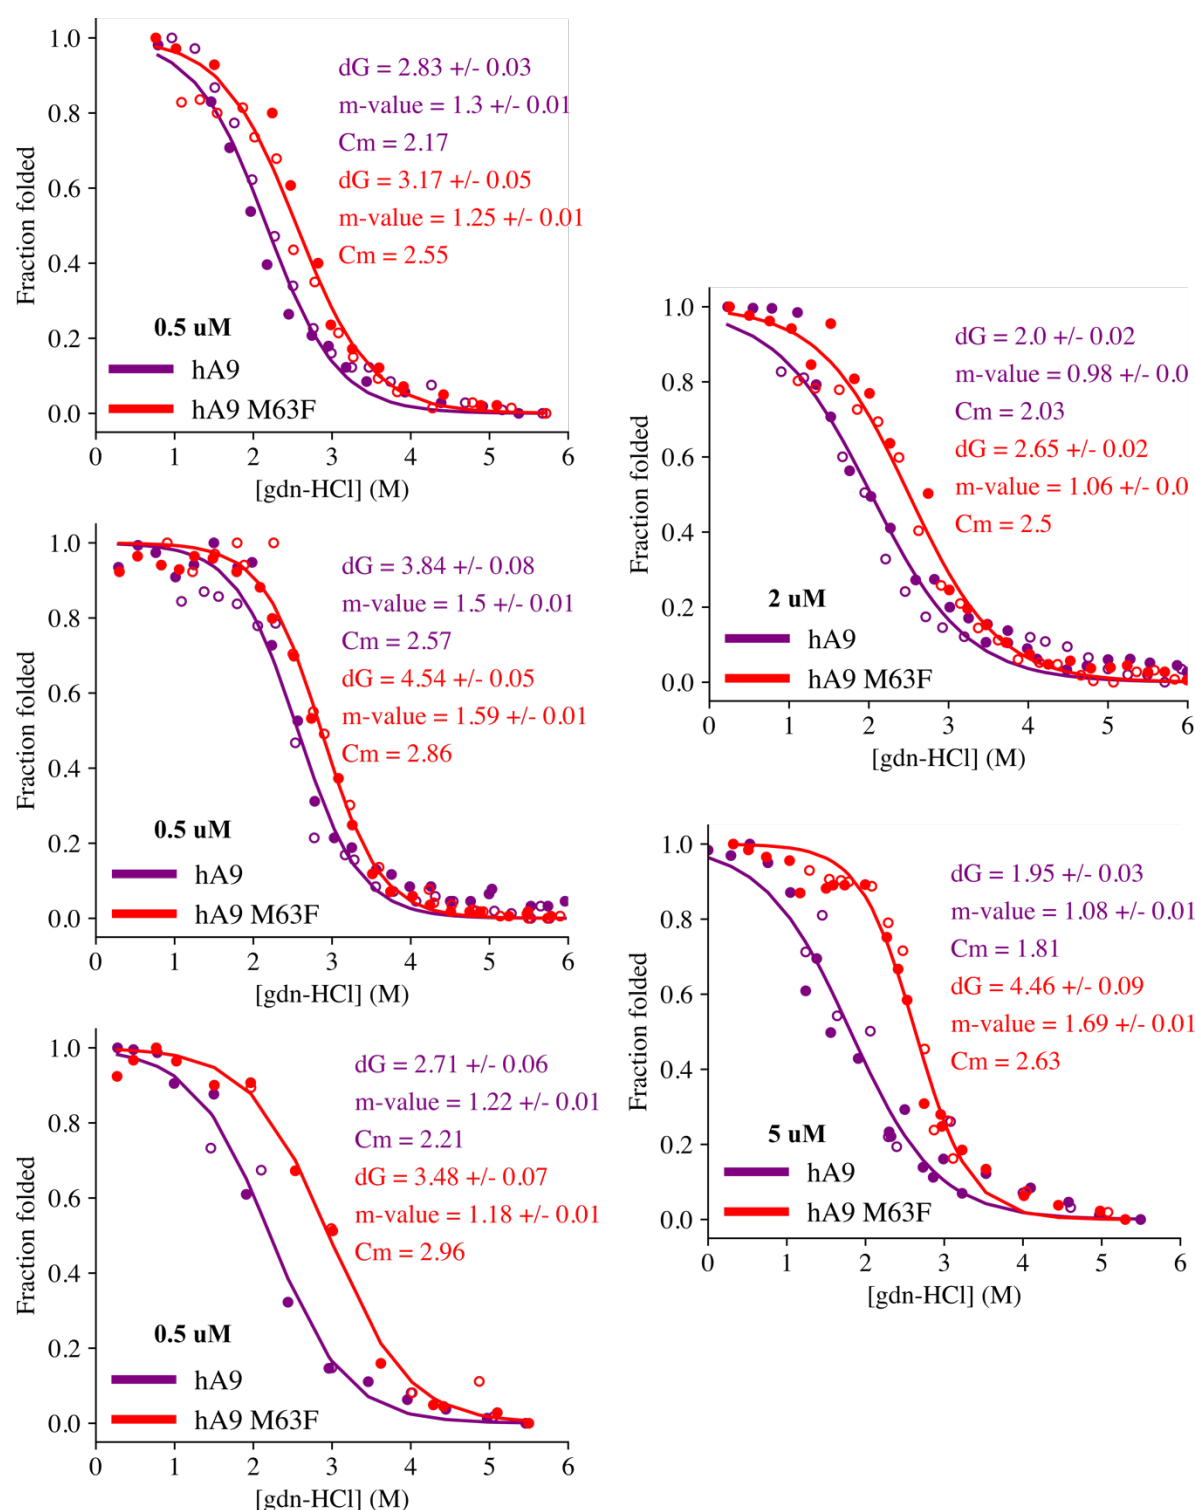 1.0
0.8
0.6
0.4
0.2
0.0
Fraction folded
dG = 2.83 +/- 0.03
m-value = 1.3 +/- 0.01
Cm = 2.17
dG = 3.17 +/- 0.05
m-value = 1.25 +/- 0.01
Cm = 2.55
0.5 uM
hA9
hA9 M63F
0 1 2 3 4 5 6
[gdn-HCl] (M)
1.0
0.8
0.6
0.4
0.2
0.0
Fraction folded
dG = 3.84 +/- 0.08
m-value = 1.5 +/- 0.01
Cm = 2.57
dG = 4.54 +/- 0.05
m-value = 1.59 +/- 0.01
Cm = 2.86
0.5 uM
hA9
hA9 M63F
0 1 2 3 4 5 6
[gdn-HCl] (M)
1.0
0.8
0.6
0.4
0.2
0.0
Fraction folded
dG = 2.71 +/- 0.06
m-value = 1.22 +/- 0.01
Cm = 2.21
dG = 3.48 +/- 0.07
m-value = 1.18 +/- 0.01
Cm = 2.96
0.5 uM
hA9
hA9 M63F
0 1 2 3 4 5 6
[gdn-HCl] (M)
1.0
0.8
0.6
0.4
0.2
0.0
Fraction folded
dG = 2.0 +/- 0.02
m-value = 0.98 +/- 0.0
Cm = 2.03
dG = 2.65 +/- 0.02
m-value = 1.06 +/- 0.0
Cm = 2.5
2 uM
hA9
hA9 M63F
0 1 2 3 4 5 6
[gdn-HCl] (M)
1.0
0.8
0.6
0.4
0.2
0.0
Fraction folded
dG = 1.95 +/- 0.03
m-value = 1.08 +/- 0.01
Cm = 1.81
dG = 4.46 +/- 0.09
m-value = 1.69 +/- 0.01
Cm = 2.63
5 uM
hA9
hA9 M63F
0 1 2 3 4 5 6
[gdn-HCl] (M)